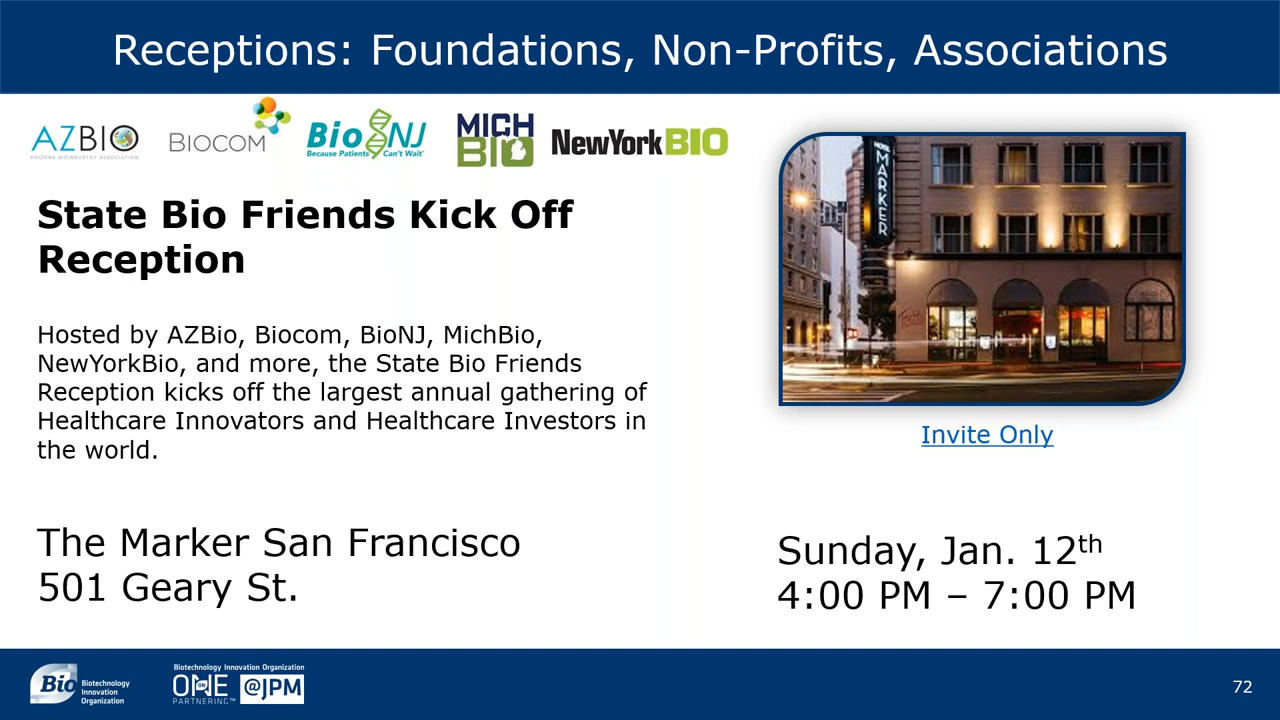 Receptions: Foundations, Non-Profits, Associations
AZBIO
ARIZONA BIOINDUSTRY ASSOCIATION
BIOCOM
BioNJ
Because Patients Can't Wait®
MICH
BIO
NewYorkBIO
State Bio Friends Kick Off
Reception
Hosted by AZBio, Biocom, BioNJ, MichBio,
NewYorkBio, and more, the State Bio Friends
Reception kicks off the largest annual gathering of
Healthcare Innovators and Healthcare Investors in
the world.
HOTEL
MARKER
Invite Only
The Marker San Francisco
501 Geary St.
Sunday, Jan. 12th
4:00 PM – 7:00 PM
Bio
Biotechnology
Innovation
Organization
Biotechnology Innovation Organization
ONE
ON
PARTNERING™
@JPM
72